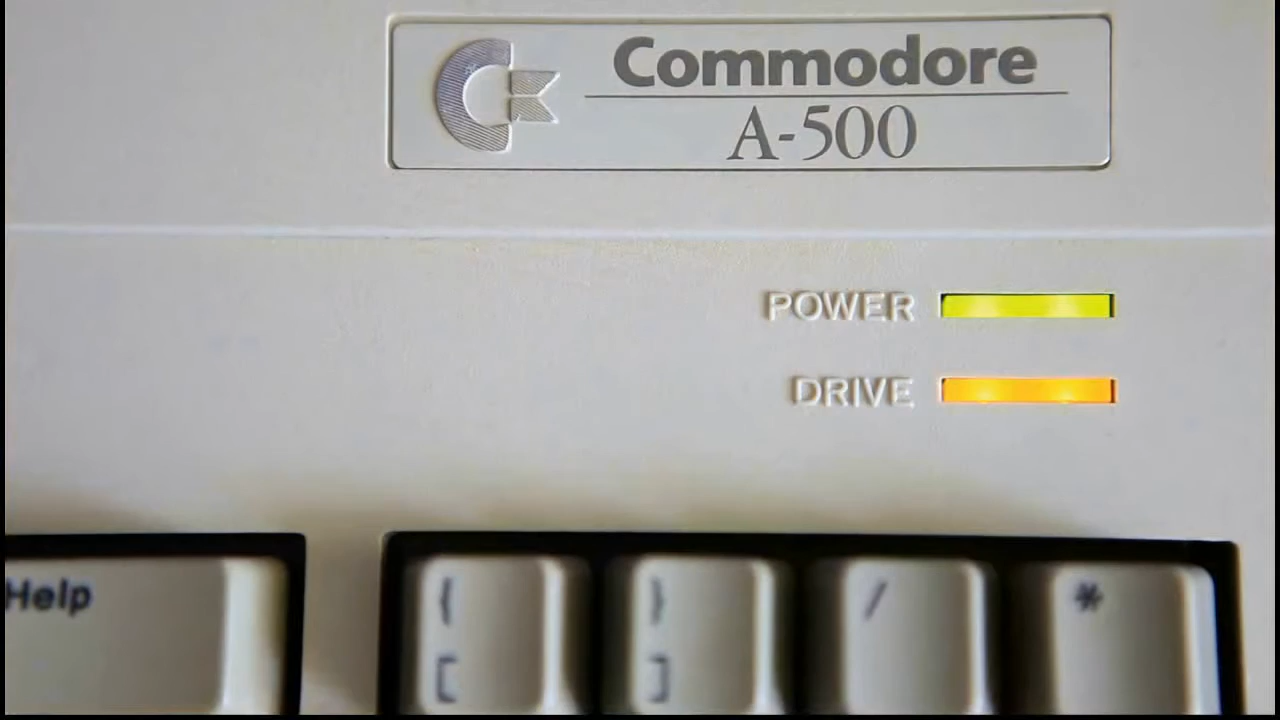 Commodore
A-500
POWER
DRIVE
Help
{ } / *
[ ]